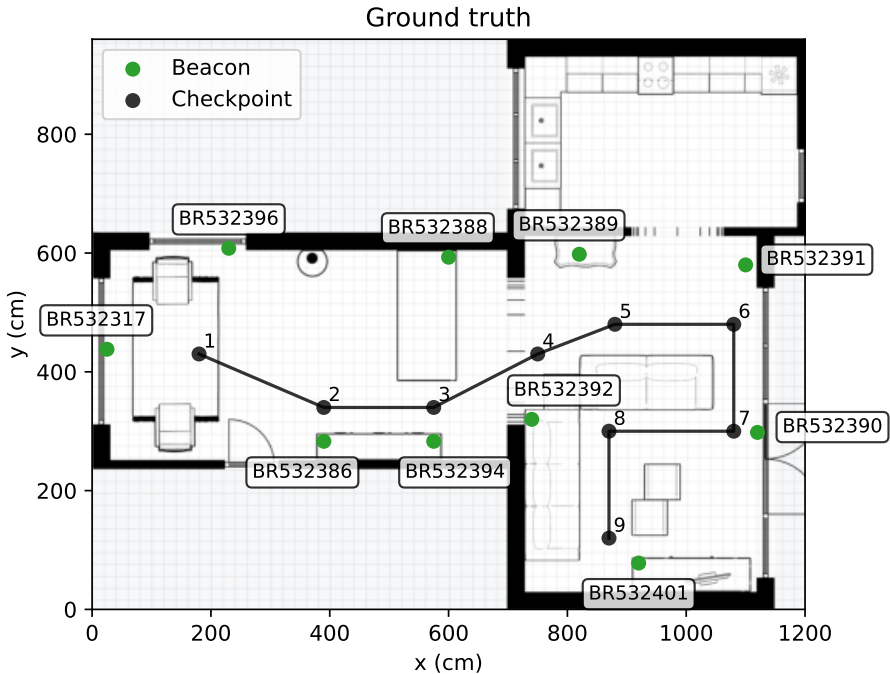 Ground truth
Beacon
Checkpoint
800
BR532396
BR532388
BR532389
600
BR532391
BR532317
5
6
1
4
400
BR532392
2
3
8
7
BR532390
BR532386
BR532394
200
9
BR532401
0
0
200
400
600
800
1000
1200
x (cm)
y (cm)